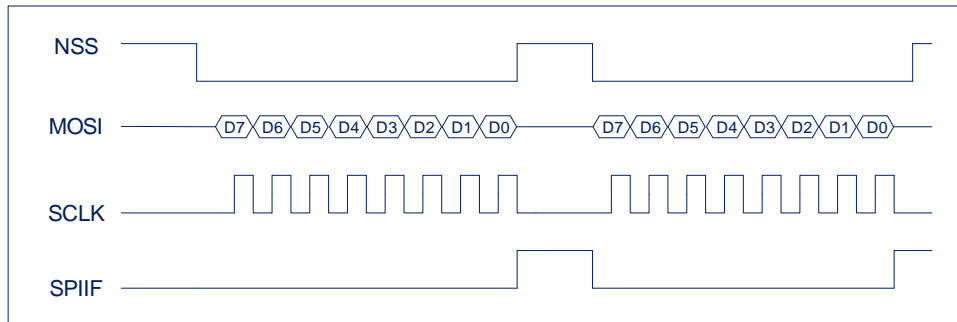 NSS
MOSI D7 D6 D5 D4 D3 D2 D1 D0 D7 D6 D5 D4 D3 D2 D1 D0
SCLK
SPIIF